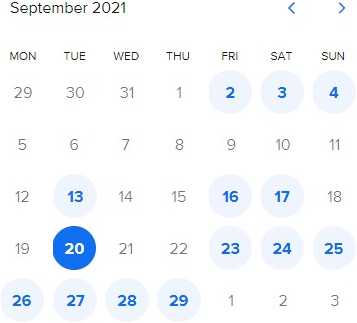 September 2021
MON TUE WED THU FRI SAT SUN
29 30 31 1 2 3 4
5 6 7 8 9 10 11
12 13 14 15 16 17 18
19 20 21 22 23 24 25
26 27 28 29 1 2 3